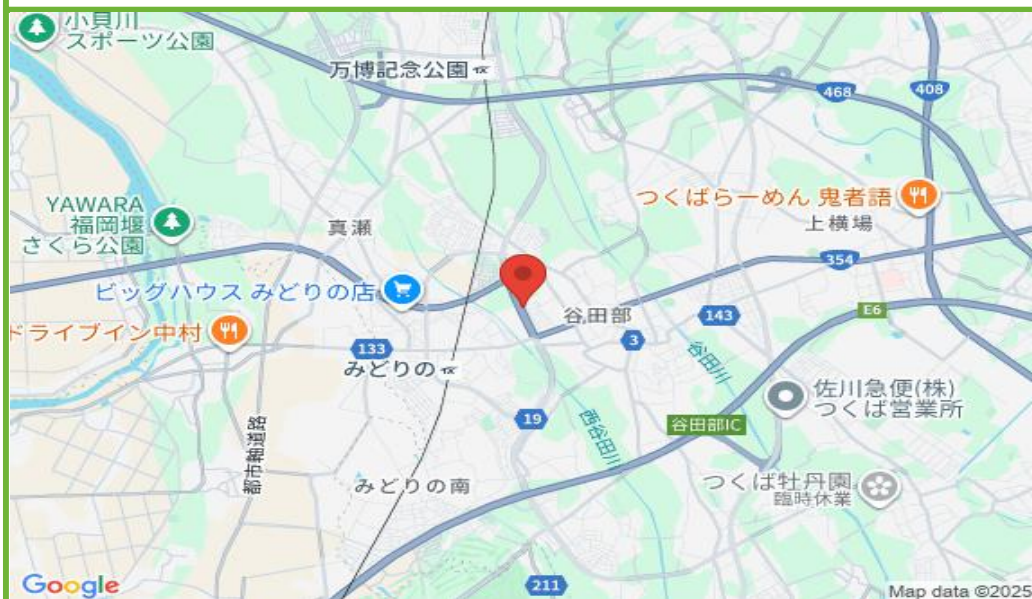 小貝川
スポーツ公園
万博記念公園
468
408
YAWARA
福岡堰
さくら公園
真瀬
つくばらーめん 鬼者語
上横場
354
ビッグハウス みどりの店
谷田部
143
E6
ドライブイン中村
133
みどりの
3
谷田川
佐川急便(株)
つくば営業所
19
西谷田川
谷田部IC
都市軸道路
みどりの南
つくば牡丹園
臨時休業
211
Google
Map data ©2025